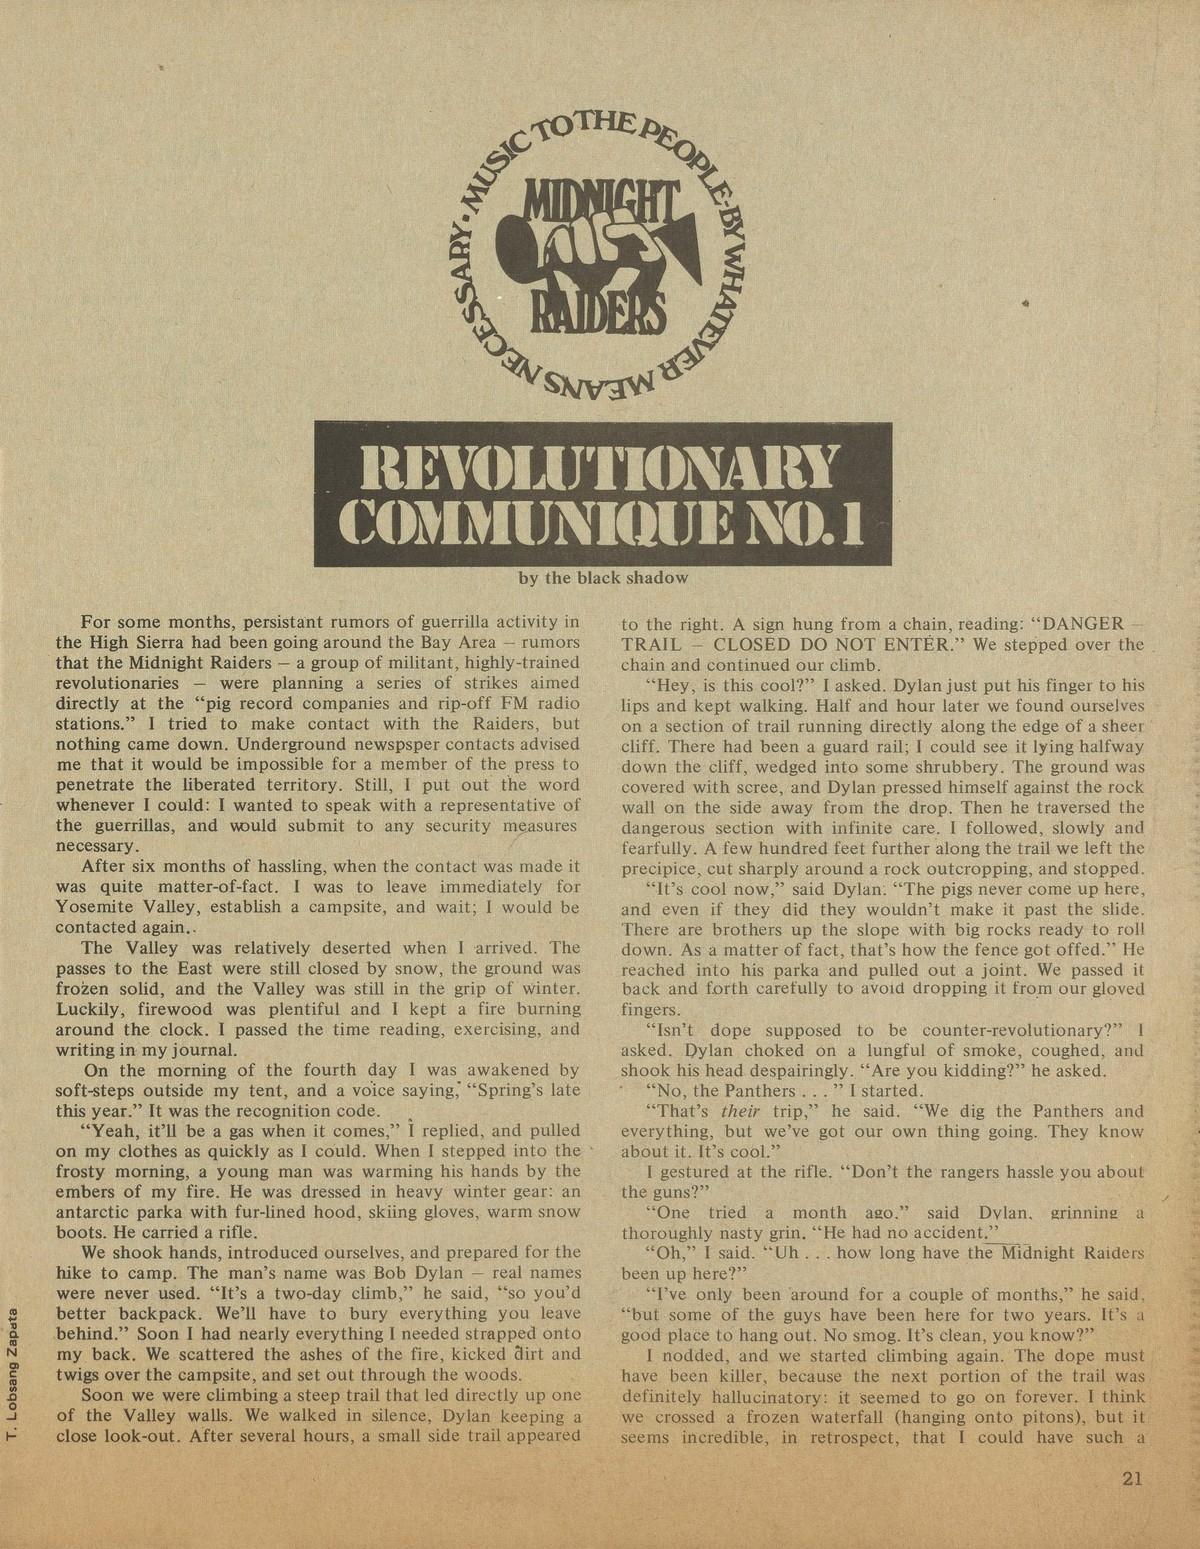 MUSIC TO THE PEOPLE-BY WHATEVER MEANS NECESSARY •
MIDNIGHT
RAIDERS
REVOLUTIONARY
COMMUNIQUE NO. 1
by the black shadow
For some months, persistant rumors of guerrilla activity in
the High Sierra had been going around the Bay Area — rumors
that the Midnight Raiders — a group of militant, highly-trained
revolutionaries — were planning a series of strikes aimed
directly at the “pig record companies and rip-off FM radio
stations.” I tried to make contact with the Raiders, but
nothing came down. Underground newspsper contacts advised
me that it would be impossible for a member of the press to
penetrate the liberated territory. Still, I put out the word
whenever I could: I wanted to speak with a representative of
the guerrillas, and would submit to any security measures
necessary.
After six months of hassling, when the contact was made it
was quite matter-of-fact. I was to leave immediately for
Yosemite Valley, establish a campsite, and wait; I would be
contacted again..
The Valley was relatively deserted when I arrived. The
passes to the East were still closed by snow, the ground was
frozen solid, and the Valley was still in the grip of winter.
Luckily, firewood was plentiful and I kept a fire burning
around the clock. I passed the time reading, exercising, and
writing in my journal.
On the morning of the fourth day I was awakened by
soft-steps outside my tent, and a voice saying, “Spring’s late
this year.” It was the recognition code.
“Yeah, it’ll be a gas when it comes,” I replied, and pulled
on my clothes as quickly as I could. When I stepped into the
frosty morning, a young man was warming his hands by the
embers of my fire. He was dressed in heavy winter gear: an
antarctic parka with fur-lined hood, skiing gloves, warm snow
boots. He carried a rifle.
We shook hands, introduced ourselves, and prepared for the
hike to camp. The man’s name was Bob Dylan — real names
were never used. “It’s a two-day climb,” he said, “so you’d
better backpack. We’ll have to bury everything you leave
behind.” Soon I had nearly everything I needed strapped onto
my back. We scattered the ashes of the fire, kicked dirt and
twigs over the campsite, and set out through the woods.
Soon we were climbing a steep trail that led directly up one
of the Valley walls. We walked in silence, Dylan keeping a
close look-out. After several hours, a small side trail appeared
to the right. A sign hung from a chain, reading: “DANGER —
TRAIL — CLOSED DO NOT ENTER.” We stepped over the
chain and continued our climb.
“Hey, is this cool?” I asked. Dylan just put his finger to his
lips and kept walking. Half and hour later we found ourselves
on a section of trail running directly along the edge of a sheer
cliff. There had been a guard rail; I could see it lying halfway
down the cliff, wedged into some shrubbery. The ground was
covered with scree, and Dylan pressed himself against the rock
wall on the side away from the drop. Then he traversed the
dangerous section with infinite care. I followed, slowly and
fearfully. A few hundred feet further along the trail we left the
precipice, cut sharply around a rock outcropping, and stopped.
“It’s cool now,” said Dylan. “The pigs never come up here,
and even if they did they wouldn’t make it past the slide.
There are brothers up the slope with big rocks ready to roll
down. As a matter of fact, that’s how the fence got offed.” He
reached into his parka and pulled out a joint. We passed it
back and forth carefully to avoid dropping it from our gloved
fingers.
“Isn’t dope supposed to be counter-revolutionary?” I
asked. Dylan choked on a lungful of smoke, coughed, and
shook his head despairingly. “Are you kidding?” he asked.
“No, the Panthers . . . ” I started.
“That’s their trip,” he said. “We dig the Panthers and
everything, but we’ve got our own thing going. They know
about it. It’s cool.”
I gestured at the rifle. “Don’t the rangers hassle you about
the guns?”
“One tried a month ago.” said Dylan, grinning a
thoroughly nasty grin. “He had no accident.”
“Oh,” I said. “Uh . . . how long have the Midnight Raiders
been up here?”
“I’ve only been around for a couple of months,” he said,
“but some of the guys have been here for two years. It’s a
good place to hang out. No smog. It’s clean, you know?”
I nodded, and we started climbing again. The dope must
have been killer, because the next portion of the trail was
definitely hallucinatory: it seemed to go on forever. I think
we crossed a frozen waterfall (hanging onto pitons), but it
seems incredible, in retrospect, that I could have such a
T. Lobsang Zapata
21